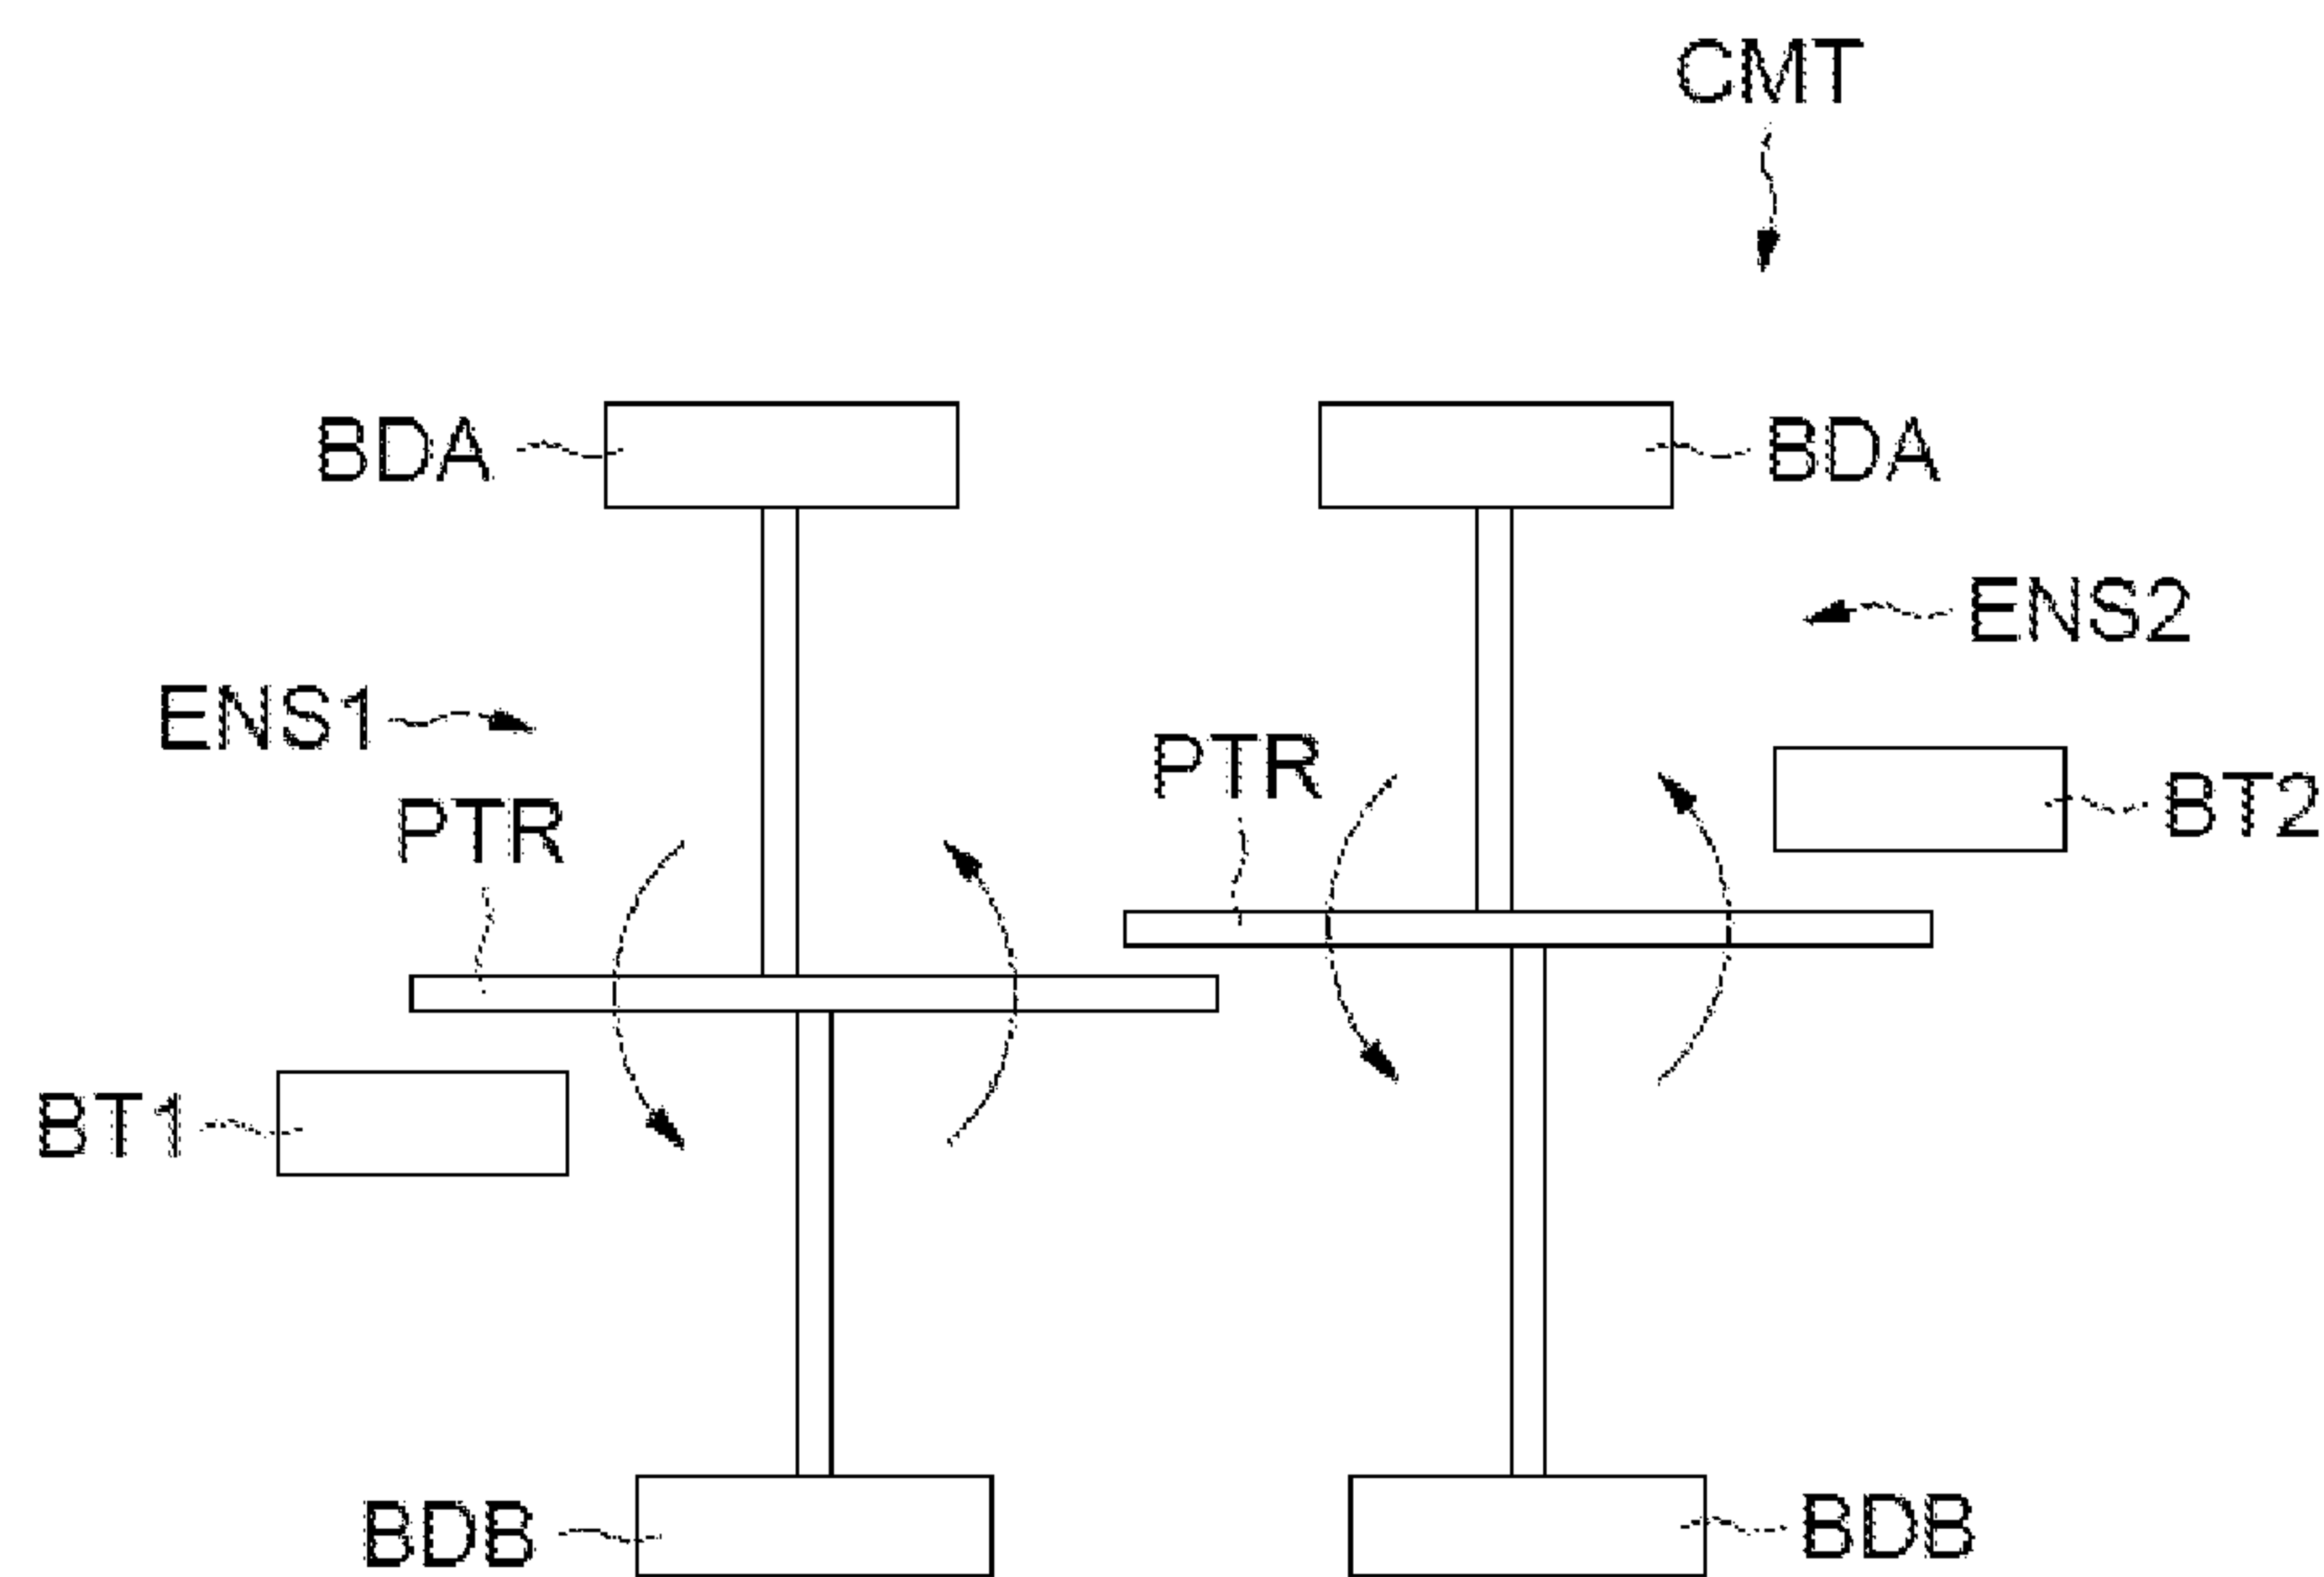 CMT
BDA
BDA
ENS2
ENS1
PTR
PTR
BT2
BT1
BDB
BDB